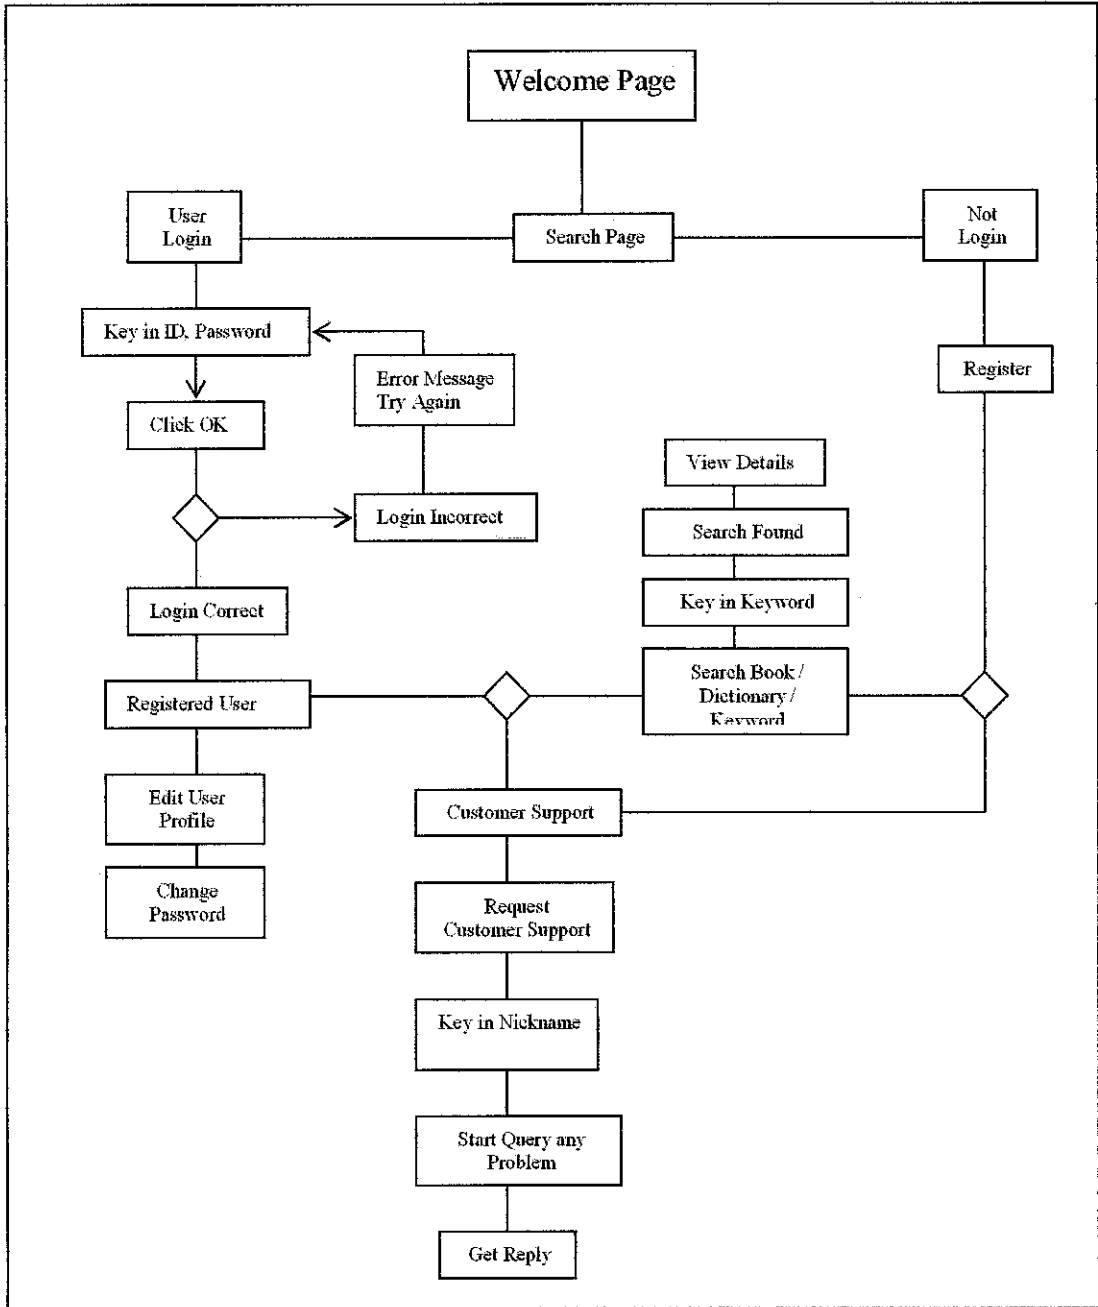 Welcome Page
User
Login
Search Page
Not
Login
Key in ID, Password
Error Message
Try Again
Register
Click OK
View Details
Login Incorrect
Search Found
Login Correct
Key in Keyword
Registered User
Search Book /
Dictionary /
Keyword
Edit User
Profile
Customer Support
Change
Password
Request
Customer Support
Key in Nickname
Start Query any
Problem
Get Reply